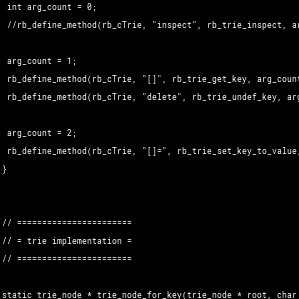 int arg_count = 0;
//rb_define_method(rb_cTrie, "inspect", rb_trie_inspect,
arg_count = 1;
rb_define_method(rb_cTrie, "[]", rb_trie_get_key, arg_count
rb_define_method(rb_cTrie, "delete", rb_trie_undef_key,
arg_count = 2;
rb_define_method(rb_cTrie, "[]=", rb_trie_set_key_to_value,
}
// =======================
// = trie implementation =
// =======================
static trie_node * trie_node_for_key(trie_node * root, char